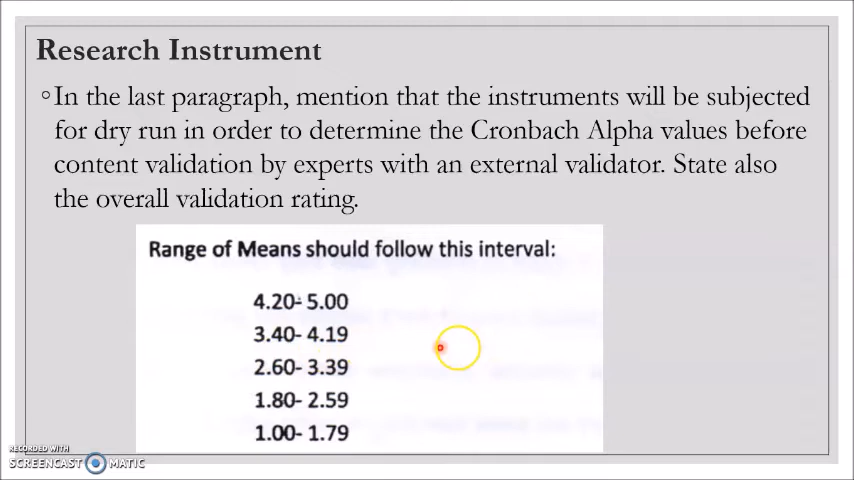 Research Instrument
◦In the last paragraph, mention that the instruments will be subjected
for dry run in order to determine the Cronbach Alpha values before
content validation by experts with an external validator. State also
the overall validation rating.
Range of Means should follow this interval:
4.20- 5.00
3.40- 4.19
2.60- 3.39
1.80- 2.59
1.00- 1.79
RECORDED WITH
SCREENCAST MATIC